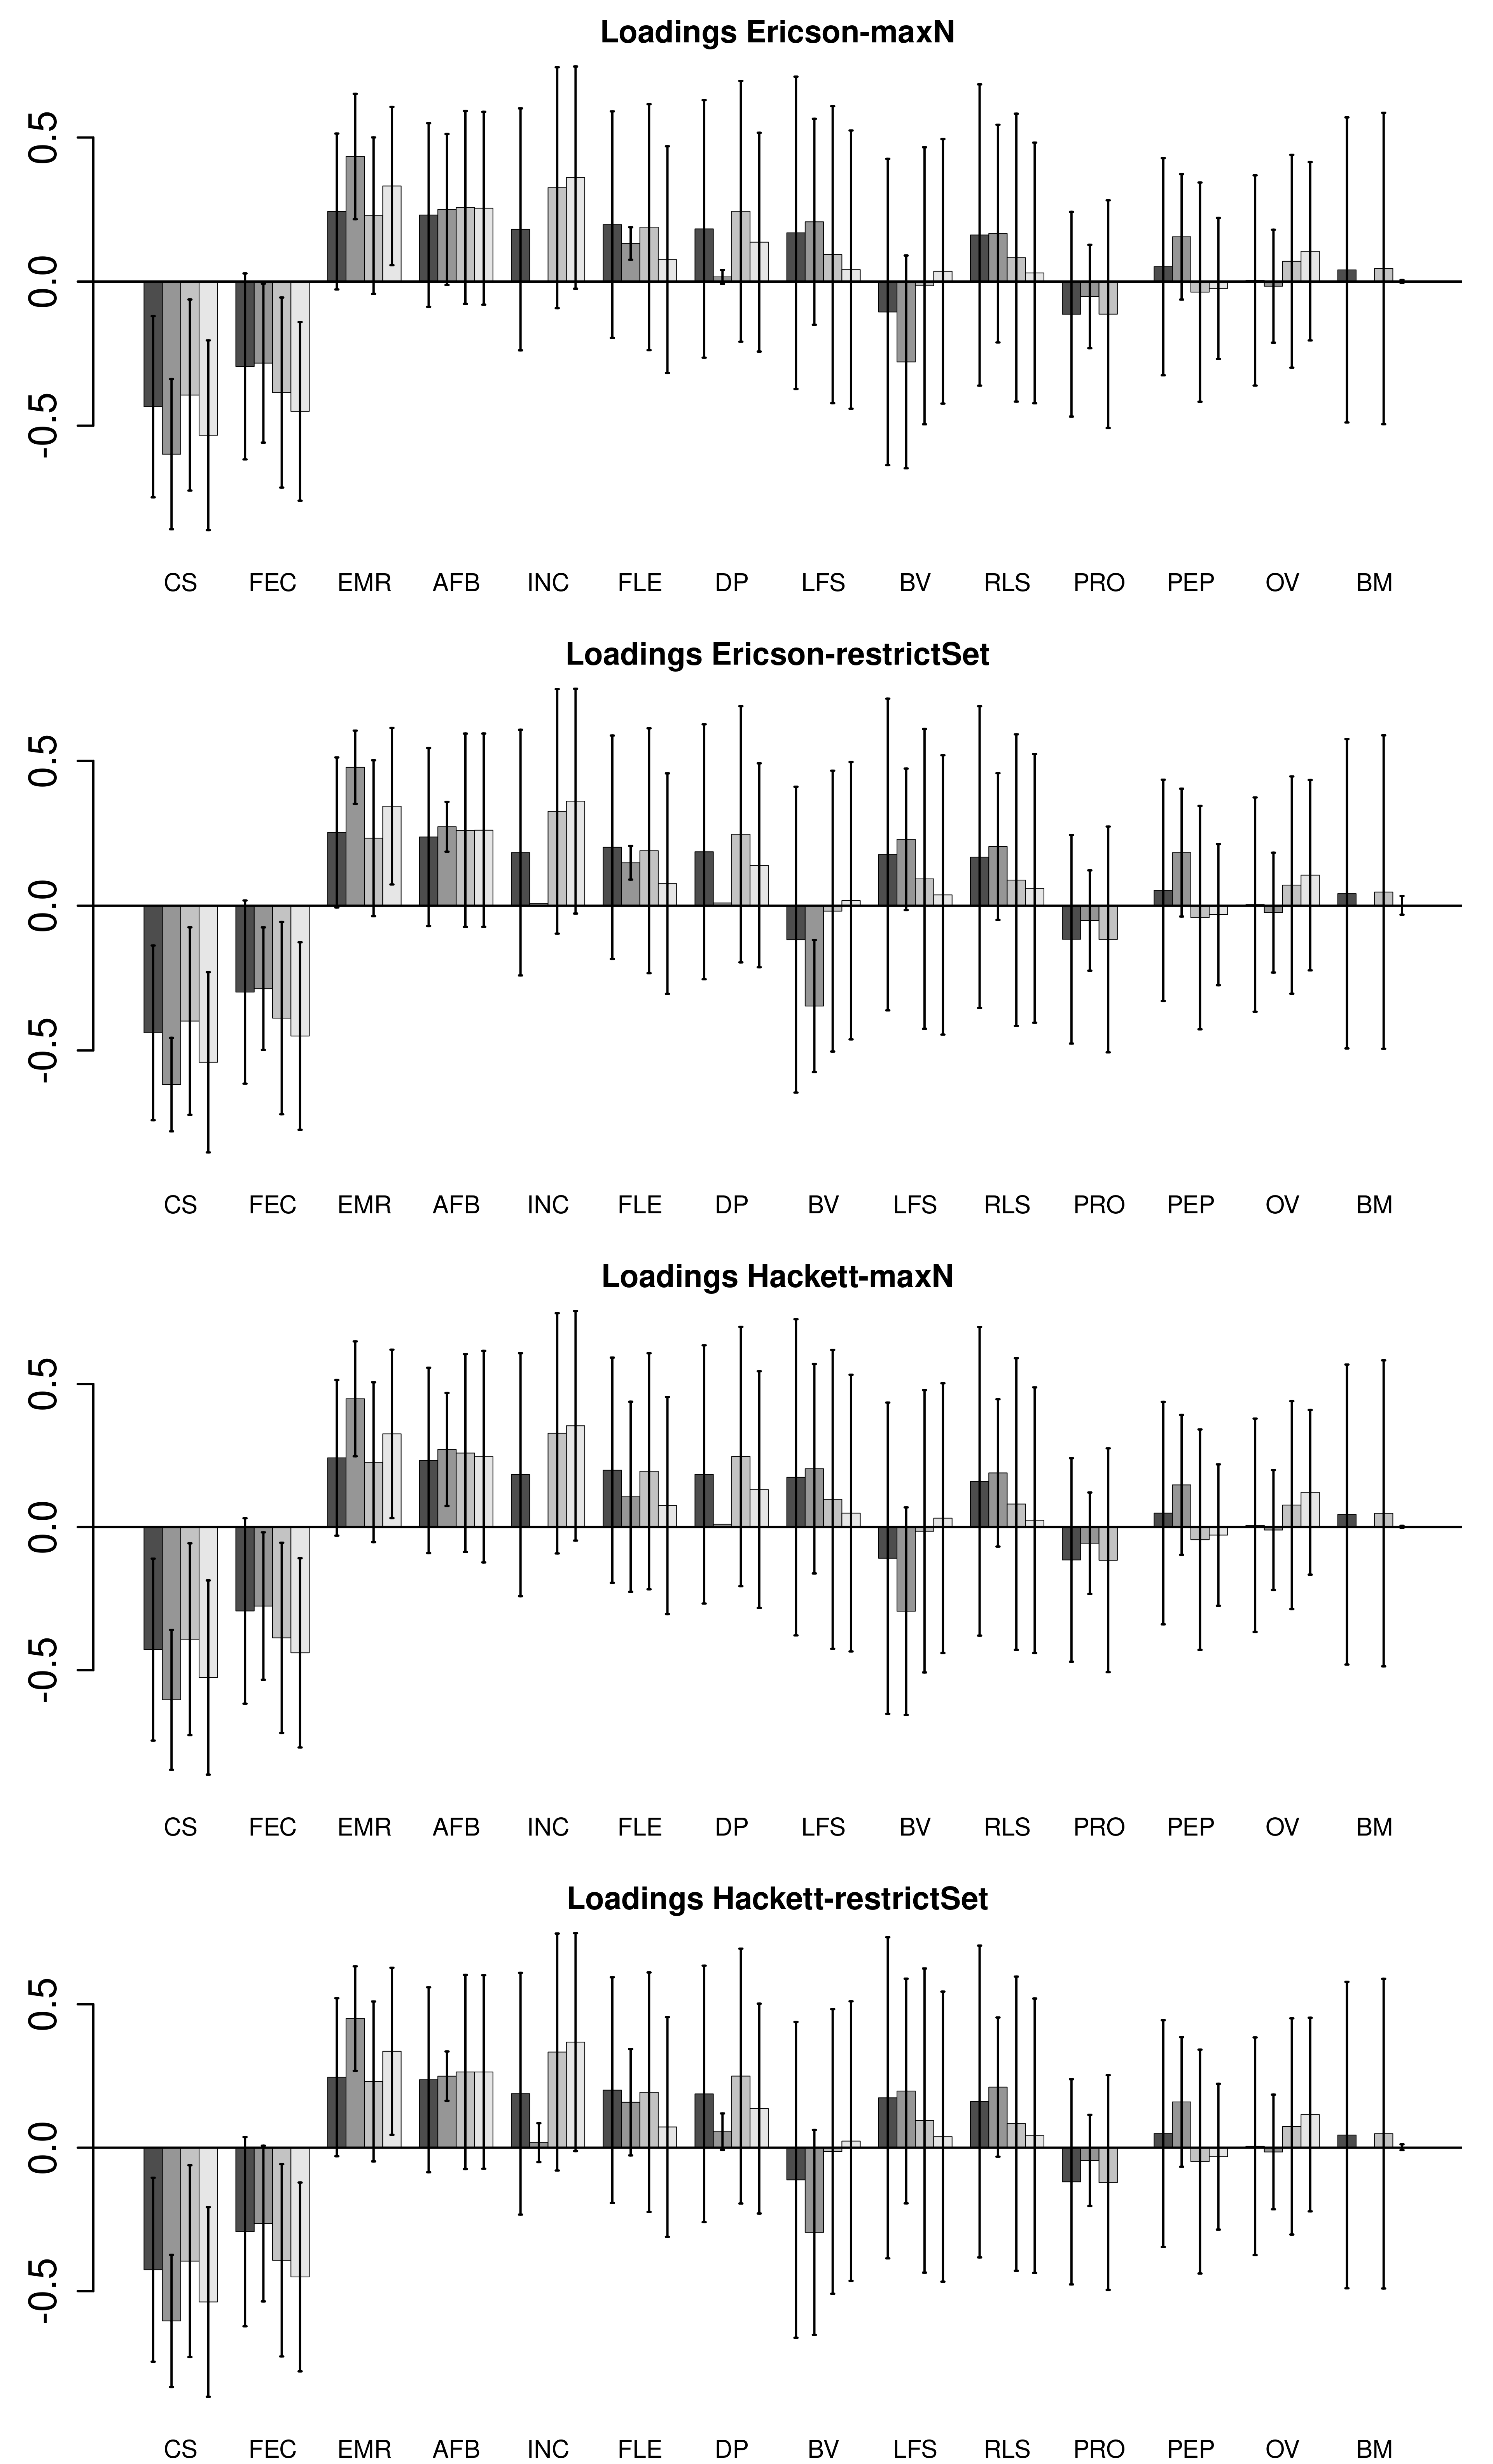 Loadings Ericson-maxN
0.5
0.0
-0.5
CS FEC EMR AFB INC FLE DP LFS BV RLS PRO PEP OV BM
Loadings Ericson-restrictSet
0.5
0.0
-0.5
CS FEC EMR AFB INC FLE DP BV LFS RLS PRO PEP OV BM
Loadings Hackett-maxN
0.5
0.0
-0.5
CS FEC EMR AFB INC FLE DP LFS BV RLS PRO PEP OV BM
Loadings Hackett-restrictSet
0.5
0.0
-0.5
CS FEC EMR AFB INC FLE DP BV LFS RLS PRO PEP OV BM